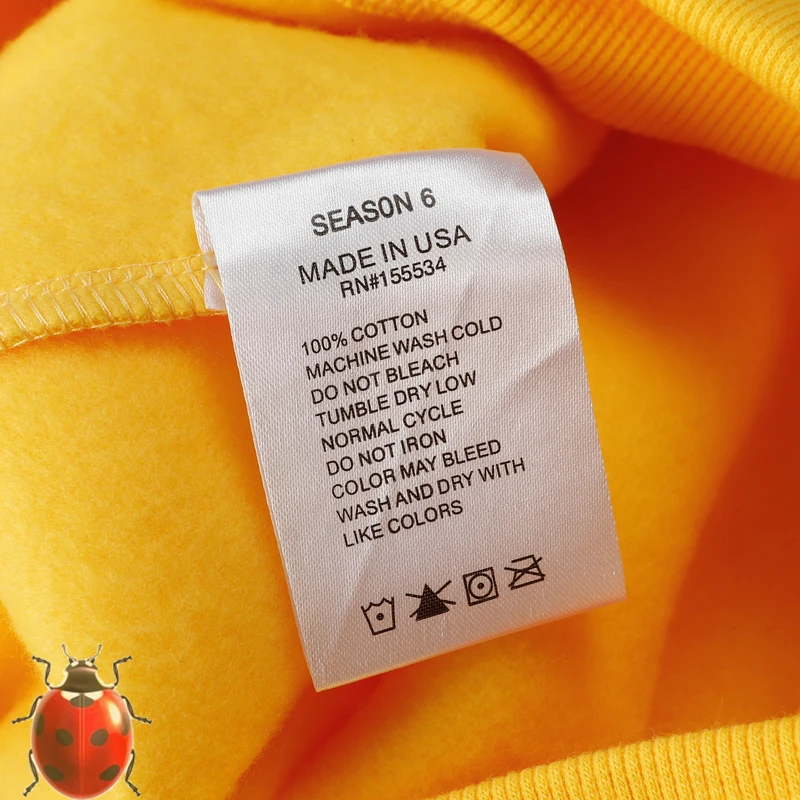 SEASON 6
MADE IN USA
RN#155534
100% COTTON
MACHINE WASH COLD
DO NOT BLEACH
TUMBLE DRY LOW
NORMAL CYCLE
DO NOT IRON
COLOR MAY BLEED
WASH AND DRY WITH
LIKE COLORS